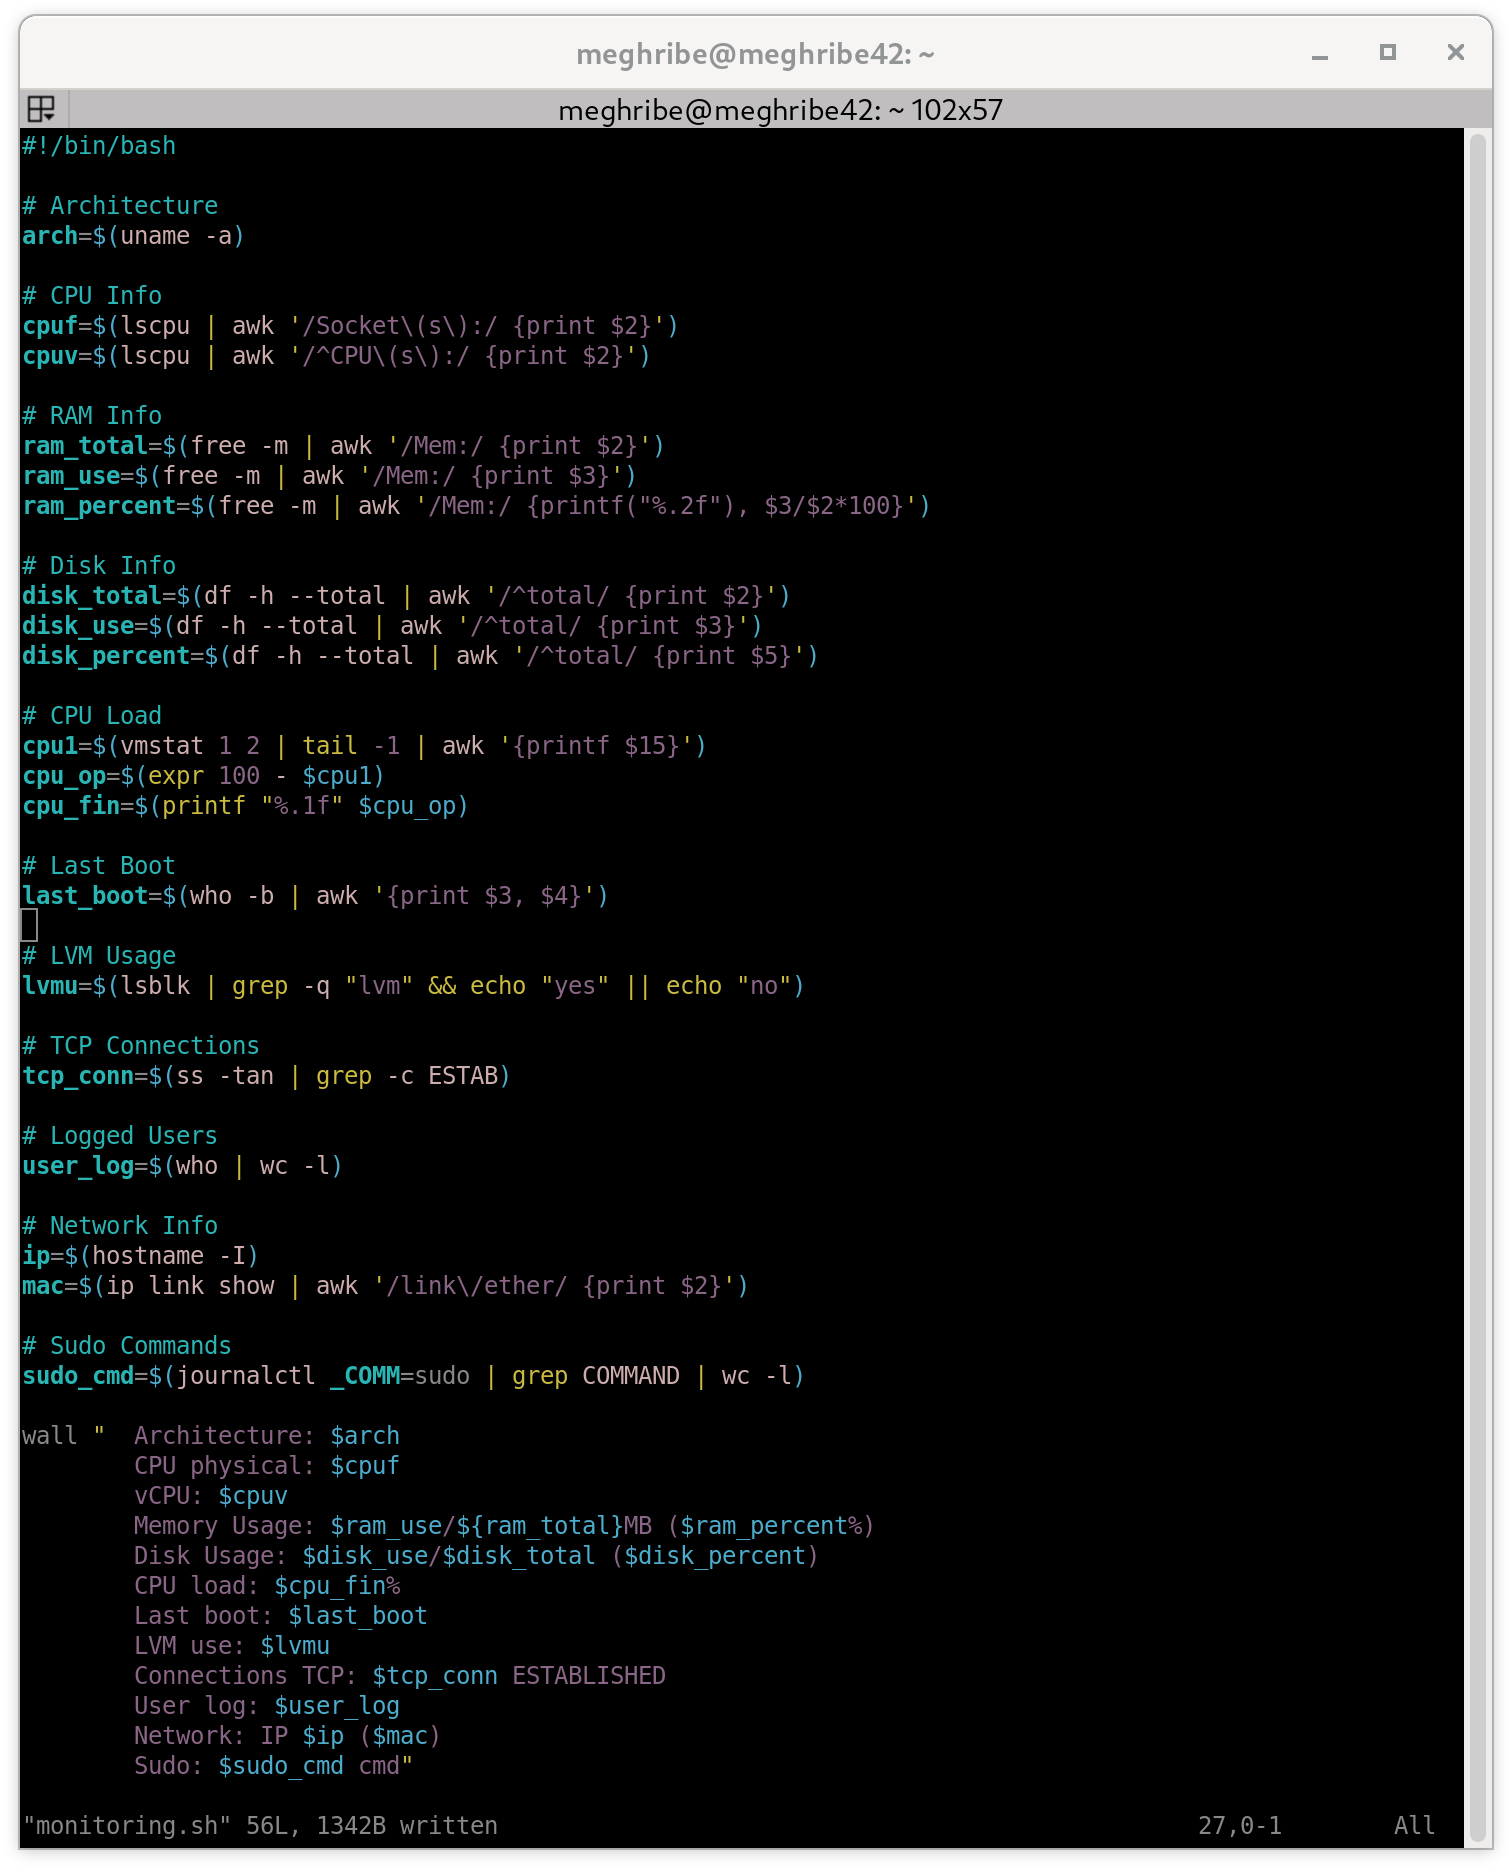 meghribe@meghribe42: ~
meghribe@meghribe42: ~ 102x57
#!/bin/bash

# Architecture
arch=$(uname -a)

# CPU Info
cpuf=$(lscpu | awk '/Socket\(s\):/ {print $2}')
cpuv=$(lscpu | awk '/^CPU\(s\):/ {print $2}')

# RAM Info
ram_total=$(free -m | awk '/Mem:/ {print $2}')
ram_use=$(free -m | awk '/Mem:/ {print $3}')
ram_percent=$(free -m | awk '/Mem:/ {printf("%.2f"), $3/$2*100}')

# Disk Info
disk_total=$(df -h --total | awk '/^total/ {print $2}')
disk_use=$(df -h --total | awk '/^total/ {print $3}')
disk_percent=$(df -h --total | awk '/^total/ {print $5}')

# CPU Load
cpu1=$(vmstat 1 2 | tail -1 | awk '{printf $15}')
cpu_op=$(expr 100 - $cpu1)
cpu_fin=$(printf "%.1f" $cpu_op)

# Last Boot
last_boot=$(who -b | awk '{print $3, $4}')

# LVM Usage
lvmu=$(lsblk | grep -q "lvm" && echo "yes" || echo "no")

# TCP Connections
tcp_conn=$(ss -tan | grep -c ESTAB)

# Logged Users
user_log=$(who | wc -l)

# Network Info
ip=$(hostname -I)
mac=$(ip link show | awk '/link\/ether/ {print $2}')

# Sudo Commands
sudo_cmd=$(journalctl _COMM=sudo | grep COMMAND | wc -l)

wall "  Architecture: $arch
        CPU physical: $cpuf
        vCPU: $cpuv
        Memory Usage: $ram_use/${ram_total}MB ($ram_percent%)
        Disk Usage: $disk_use/$disk_total ($disk_percent)
        CPU load: $cpu_fin%
        Last boot: $last_boot
        LVM use: $lvmu
        Connections TCP: $tcp_conn ESTABLISHED
        User log: $user_log
        Network: IP $ip ($mac)
        Sudo: $sudo_cmd cmd"

"monitoring.sh" 56L, 1342B written 27,0-1 All